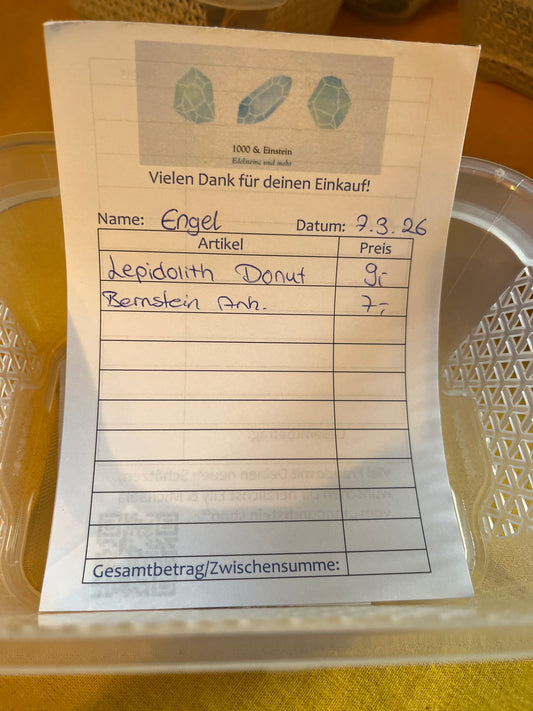 1000 & Einstein
Edelsteine und mehr
Vielen Dank für deinen Einkauf!
Name: Engel Datum: 7.3.26
Artikel Preis
Lepidolith Donut 9,-
Bernstein Anh. 7,-
Gesamtbetrag/Zwischensumme: